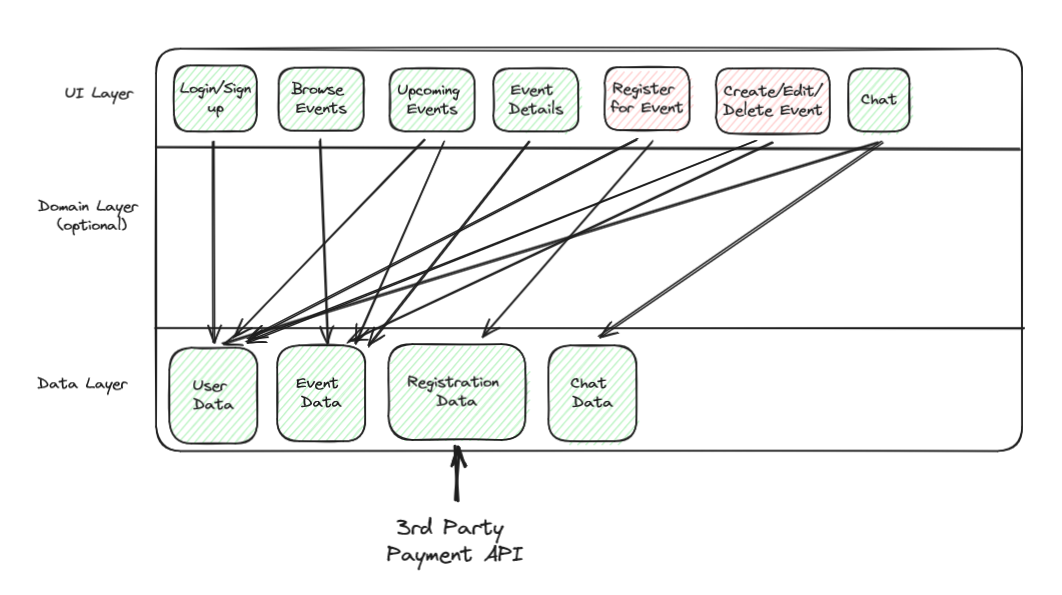 UI Layer
Login/Sign
up
Browse
Events
Upcoming
Events
Event
Details
Register
for Event
Create/Edit/
Delete Event
Chat
Domain Layer
(optional)
Data Layer
User
Data
Event
Data
Registration
Data
Chat
Data
3rd Party
Payment API